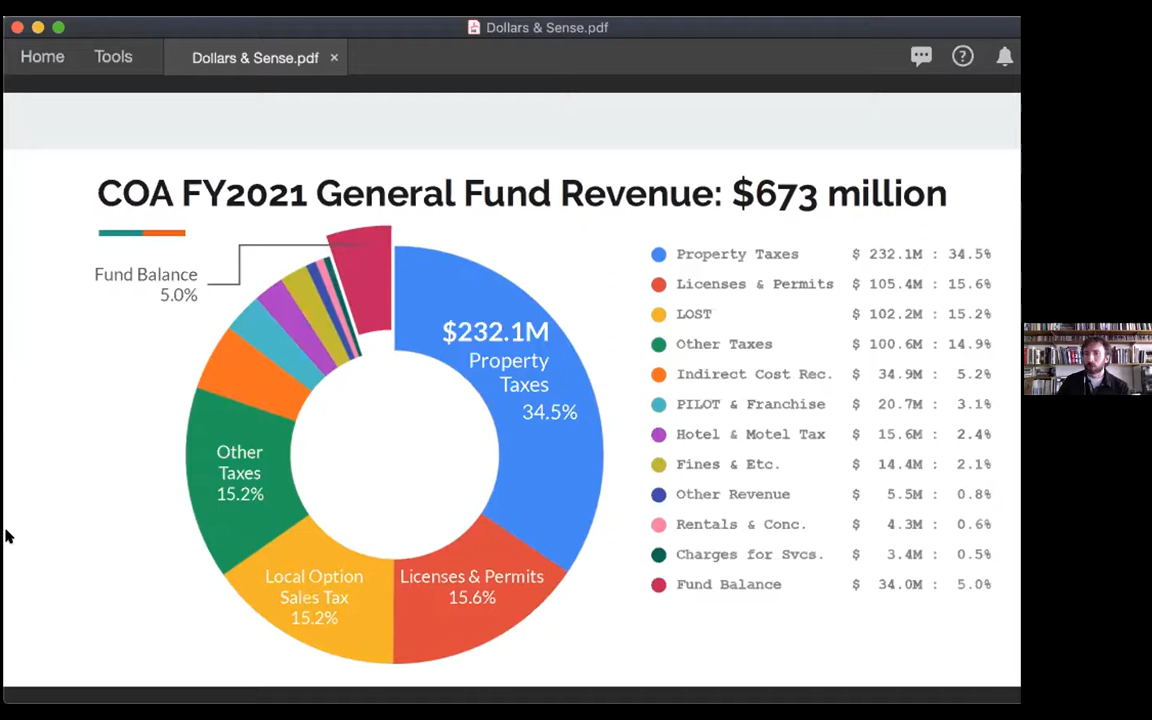 Dollars & Sense.pdf
Home
Tools
Dollars & Sense.pdf ×
?
COA FY2021 General Fund Revenue: $673 million
Fund Balance
5.0%
$232.1M
Property
Taxes
34.5%
Other
Taxes
15.2%
Local Option
Sales Tax
15.2%
Licenses & Permits
15.6%
Property Taxes $ 232.1M : 34.5%
Licenses & Permits $ 105.4M : 15.6%
LOST $ 102.2M : 15.2%
Other Taxes $ 100.6M : 14.9%
Indirect Cost Rec. $ 34.9M : 5.2%
PILOT & Franchise $ 20.7M : 3.1%
Hotel & Motel Tax $ 15.6M : 2.4%
Fines & Etc. $ 14.4M : 2.1%
Other Revenue $ 5.5M : 0.8%
Rentals & Conc. $ 4.3M : 0.6%
Charges for Svcs. $ 3.4M : 0.5%
Fund Balance $ 34.0M : 5.0%